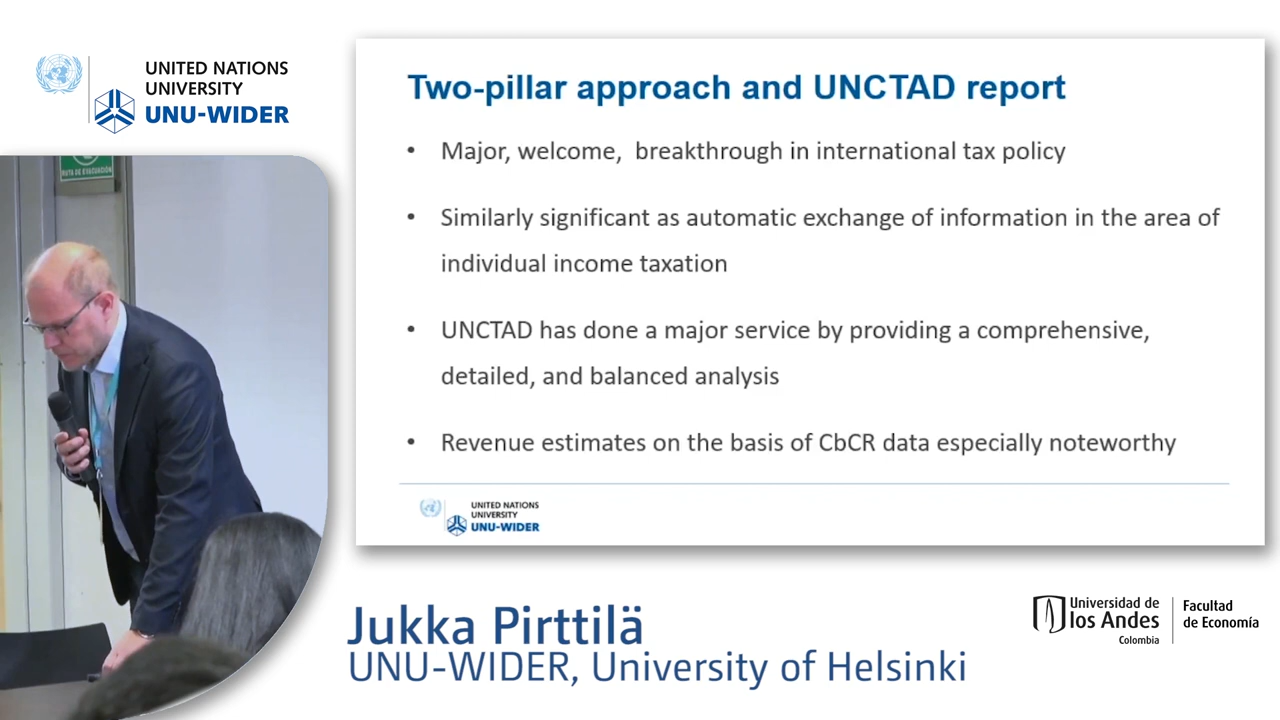 UNITED NATIONS
UNIVERSITY
UNU-WIDER
RUTA DE EVACUACIÓN
Two-pillar approach and UNCTAD report
• Major, welcome, breakthrough in international tax policy
• Similarly significant as automatic exchange of information in the area of
individual income taxation
• UNCTAD has done a major service by providing a comprehensive,
detailed, and balanced analysis
• Revenue estimates on the basis of CbCR data especially noteworthy
UNITED NATIONS
UNIVERSITY
UNU-WIDER
Jukka Pirttilä
UNU-WIDER, University of Helsinki
Universidad de
los Andes
Colombia
Facultad
de Economía